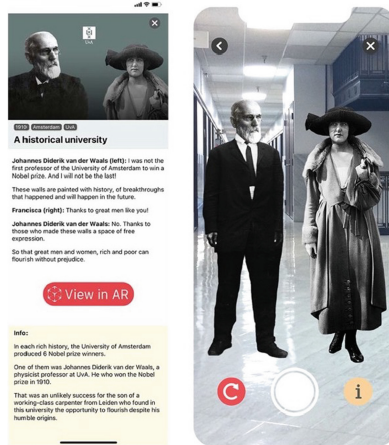 UvA
1910 Amsterdam UvA
A historical university
Johannes Diderik van der Waals (left): I was not the
first professor of the University of Amsterdam to win a
Nobel prize. And I will not be the last!
These walls are painted with history, of breakthroughs
that happened and will happen in the future.
Francisca (right): Thanks to great men like you!
Johannes Diderik van der Waals: No. Thanks to
those who made these walls a space of free
expression.
So that great men and women, rich and poor can
flourish without prejudice.
View in AR
Info:
In each rich history, the University of Amsterdam
produced 6 Nobel prize winners.
One of them was Johannes Diderik van der Waals, a
physicist professor at UvA. He who won the Nobel
prize in 1910.
That was an unlikely success for the son of a
working-class carpenter from Leiden who found in
this university the opportunity to flourish despite his
humble origins.
i